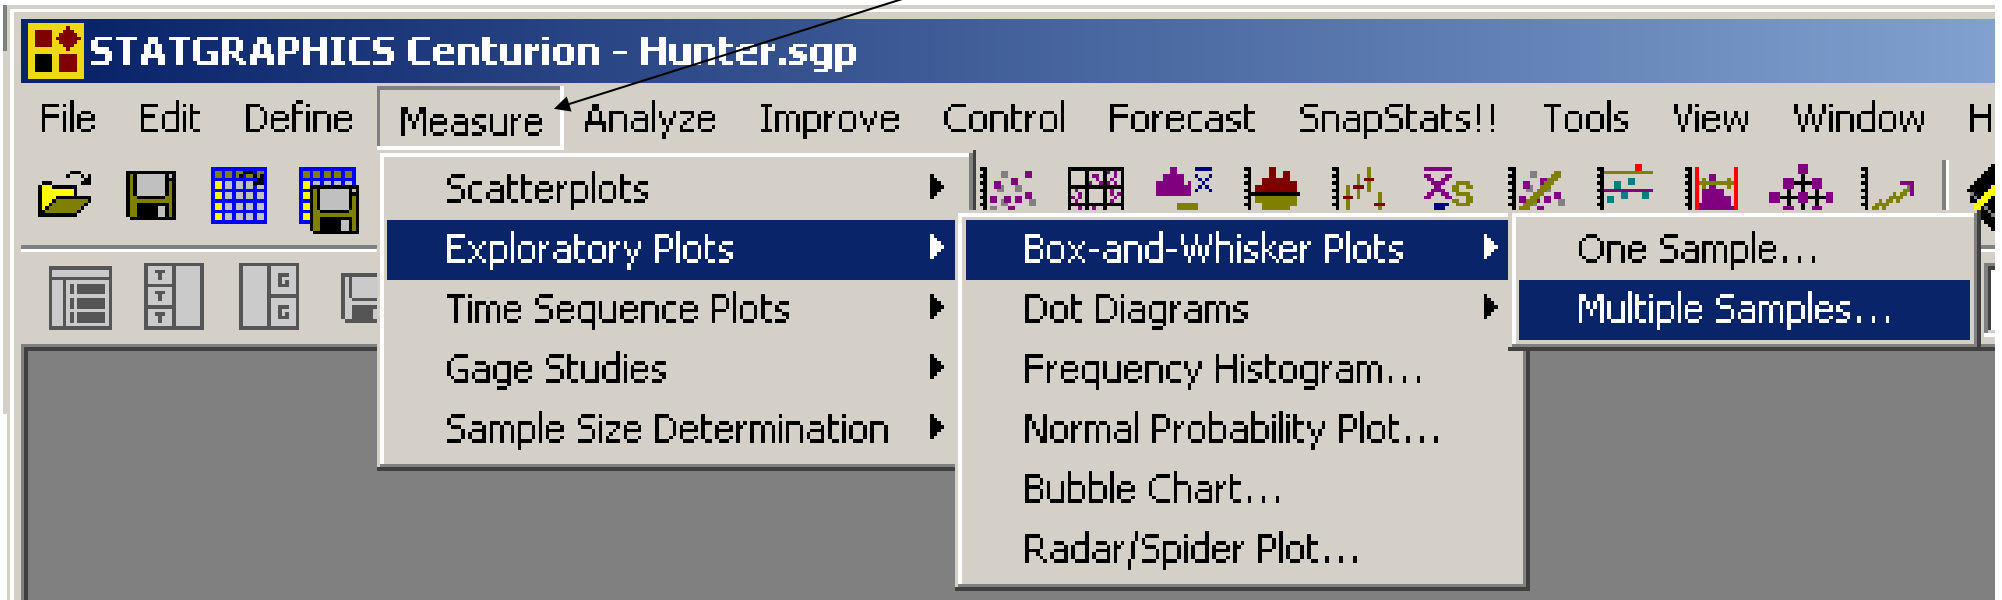 STATGRAPHICS Centurion - Hunter.sgp
File Edit Define Measure Analyze Improve Control Forecast SnapStats!! Tools View Window H
Scatterplots
Exploratory Plots
Time Sequence Plots
Gage Studies
Sample Size Determination
Box-and-Whisker Plots
Dot Diagrams
Frequency Histogram...
Normal Probability Plot...
Bubble Chart...
Radar/Spider Plot...
One Sample...
Multiple Samples...